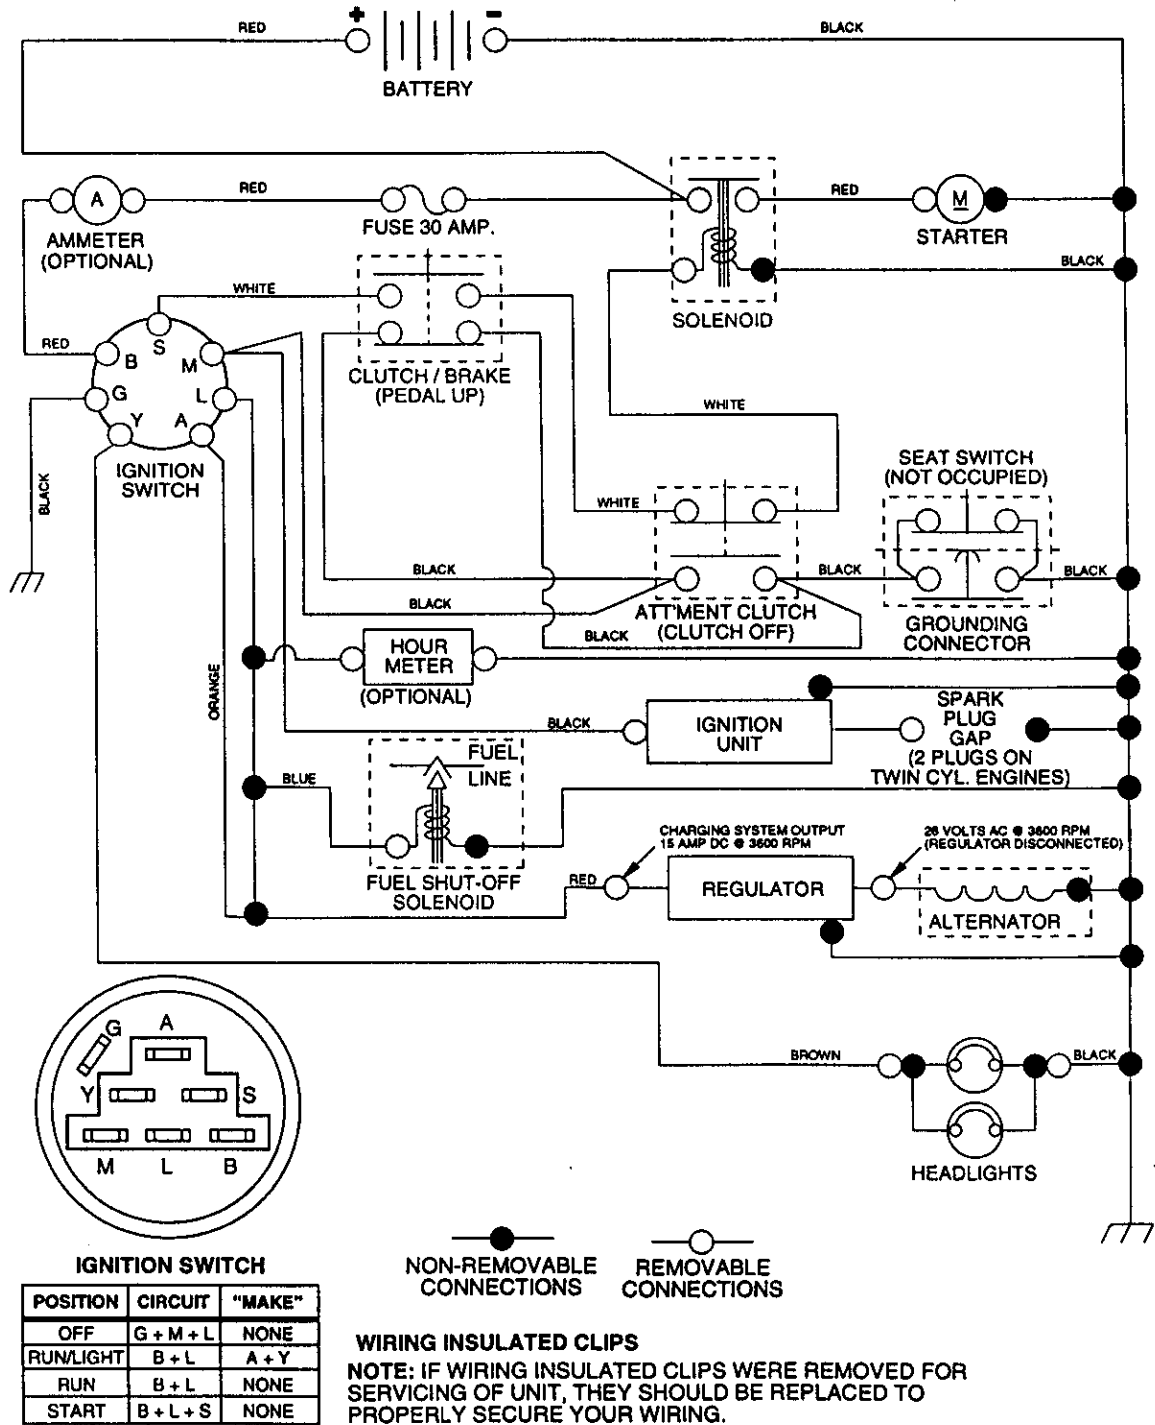 + -
RED
BLACK
BATTERY
A
RED
RED
M
AMMETER
(OPTIONAL)
FUSE 30 AMP.
STARTER
BLACK
SOLENOID
WHITE
S
RED
B
M
G
L
Y
A
IGNITION
SWITCH
CLUTCH / BRAKE
(PEDAL UP)
WHITE
BLACK
WHITE
SEAT SWITCH
(NOT OCCUPIED)
BLACK
BLACK
BLACK
BLACK
ATT'MENT CLUTCH
(CLUTCH OFF)
BLACK
GROUNDING
CONNECTOR
HOUR
METER
(OPTIONAL)
ORANGE
BLACK
IGNITION
UNIT
SPARK
PLUG
GAP
(2 PLUGS ON
TWIN CYL. ENGINES)
FUEL
LINE
BLUE
FUEL SHUT-OFF
SOLENOID
CHARGING SYSTEM OUTPUT
15 AMP DC @ 3600 RPM
28 VOLTS AC @ 3600 RPM
(REGULATOR DISCONNECTED)
RED
REGULATOR
ALTERNATOR
BROWN
BLACK
HEADLIGHTS
G
A
Y
S
M
L
B
IGNITION SWITCH
POSITION CIRCUIT "MAKE"
OFF G + M + L NONE
RUN/LIGHT B + L A + Y
RUN B + L NONE
START B + L + S NONE
NON-REMOVABLE
CONNECTIONS
REMOVABLE
CONNECTIONS
WIRING INSULATED CLIPS
NOTE: IF WIRING INSULATED CLIPS WERE REMOVED FOR
SERVICING OF UNIT, THEY SHOULD BE REPLACED TO
PROPERLY SECURE YOUR WIRING.